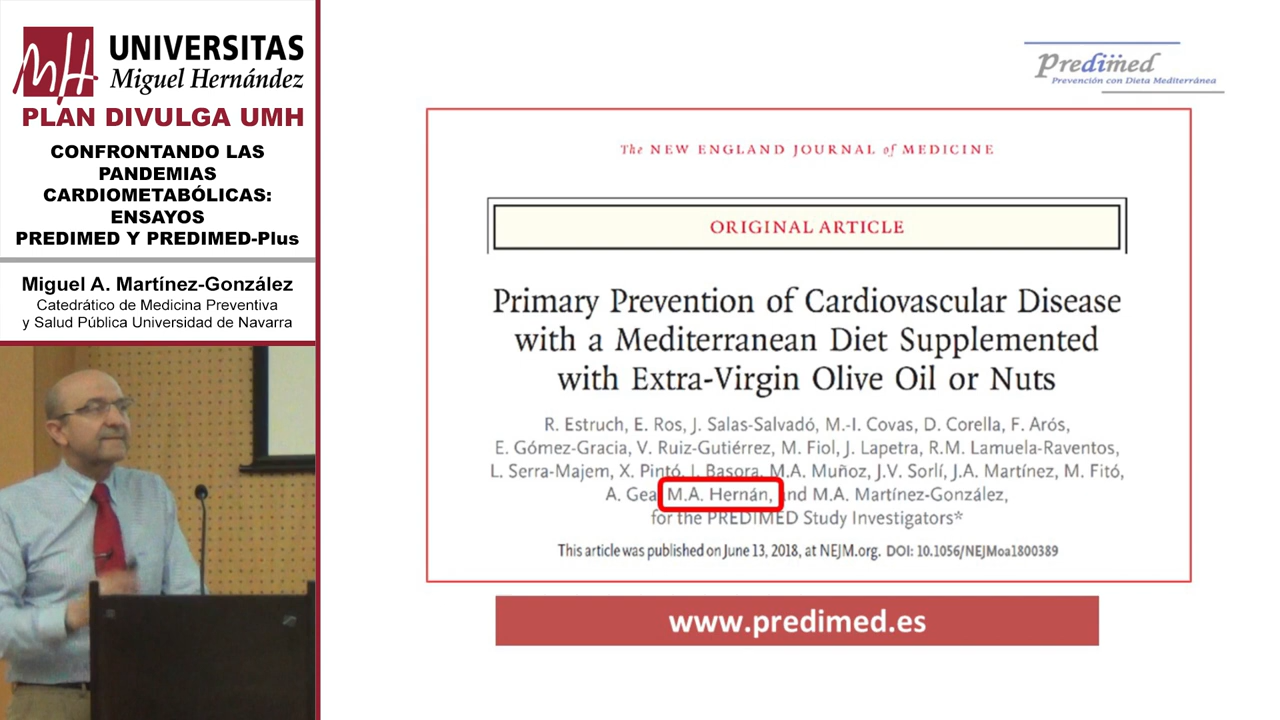 UNIVERSITAS
Miguel Hernández
PLAN DIVULGA UMH
CONFRONTANDO LAS
PANDEMIAS
CARDIOMETABÓLICAS:
ENSAYOS
PREDIMED Y PREDIMED-Plus
Miguel A. Martínez-González
Catedrático de Medicina Preventiva
y Salud Pública Universidad de Navarra
Predimed
Prevención con Dieta Mediterránea
The NEW ENGLAND JOURNAL of MEDICINE
ORIGINAL ARTICLE
Primary Prevention of Cardiovascular Disease
with a Mediterranean Diet Supplemented
with Extra-Virgin Olive Oil or Nuts
R. Estruch, E. Ros, J. Salas-Salvadó, M.-I. Covas, D. Corella, F. Arós,
E. Gómez-Gracia, V. Ruiz-Gutiérrez, M. Fiol, J. Lapetra, R.M. Lamuela-Raventos,
L. Serra-Majem, X. Pintó, J. Basora, M.A. Muñoz, J.V. Sorlí, J.A. Martínez, M. Fitó,
A. Gea, M.A. Hernán, and M.A. Martínez-González,
for the PREDIMED Study Investigators*
This article was published on June 13, 2018, at NEJM.org. DOI: 10.1056/NEJMoa1800389
www.predimed.es